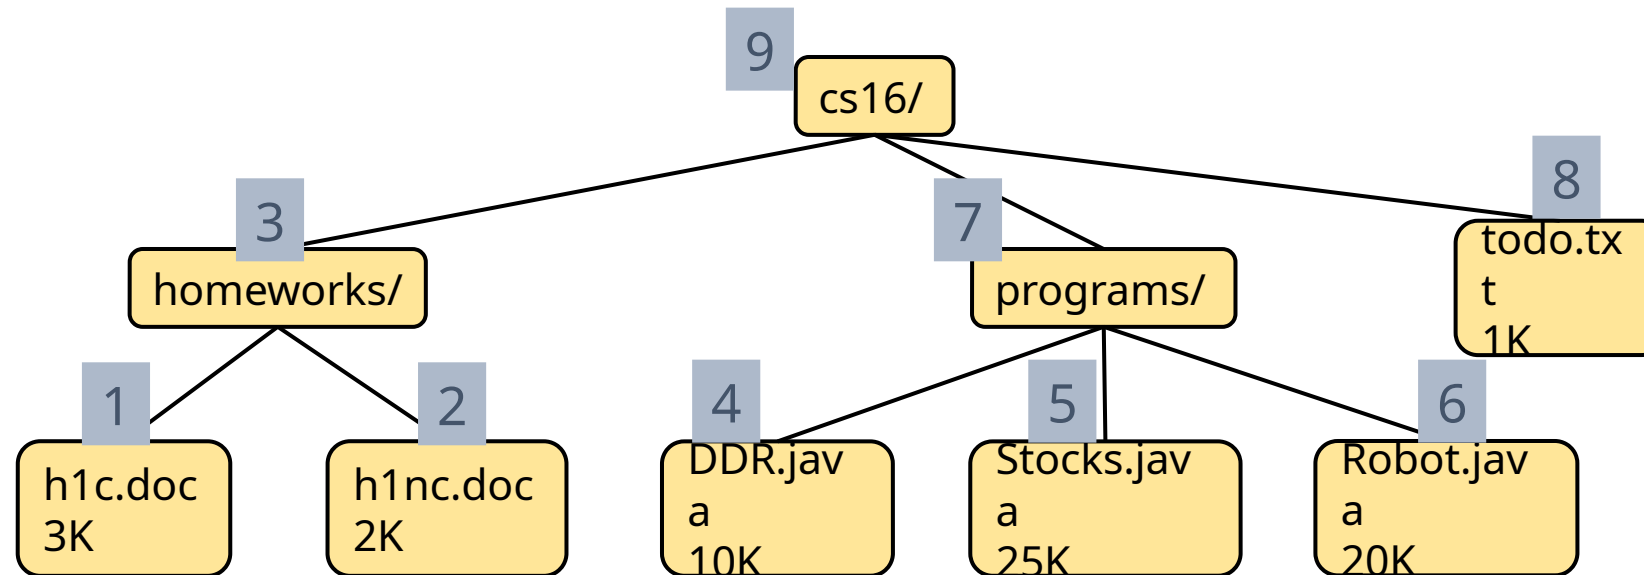 9
cs16/
8
3
7
todo.tx
t
1K
homeworks/
programs/
1
2
4
5
6
h1c.doc
3K
h1nc.doc
2K
DDR.jav
a
10K
Stocks.jav
a
25K
Robot.jav
a
20K